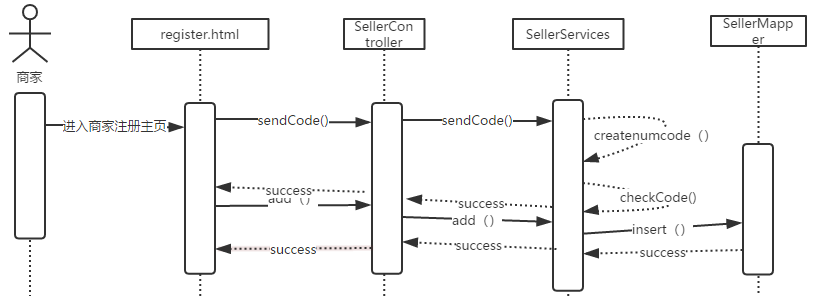 register.html
SellerCon
troller
SellerServices
SellerMapp
er
商家
进入商家注册主页
sendCode()
sendCode()
createnumcode（）
success
add（）
success
checkCode()
add（）
insert（）
success
success
success